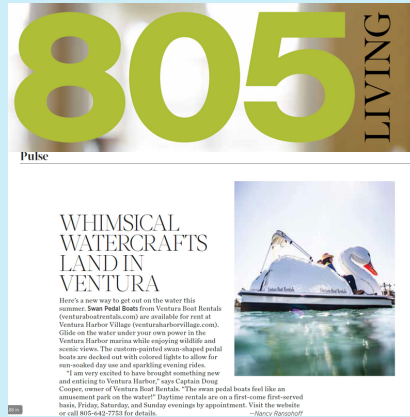 805
LIVING
Pulse
WHIMSICAL
WATERCRAFTS
LAND IN
VENTURA
Here's a new way to get out on the water this
summer. Swan Pedal Boats from Ventura Boat Rentals
(venturaboatrentals.com) are available for rent at
Ventura Harbor Village (venturaharborvillage.com).
Glide on the water under your own power in the
Ventura Harbor marina while enjoying wildlife and
scenic views. The custom-painted swan-shaped pedal
boats are decked out with colored lights to allow for
sun-soaked day use and sparkling evening rides.
"I am very excited to have brought something new
and enticing to Ventura Harbor," says Captain Doug
Cooper, owner of Ventura Boat Rentals. "The swan pedal boats feel like an
amusement park on the water!" Daytime rentals are on a first-come first-served
basis, Friday, Saturday, and Sunday evenings by appointment. Visit the website
or call 805-642-7753 for details.
—Nancy Ransohoff
Ventura Boat Rentals